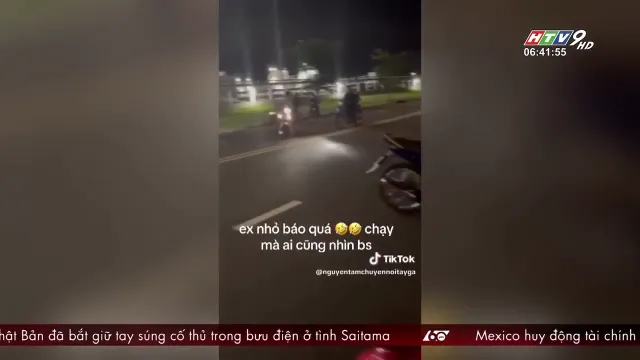 HTV9 HD
06:41:55
ex nhỏ báo quá 🤣🤣 chạy
mà ai cũng nhìn bs
TikTok
@nguyentamchuyennoitayga
hật Bản đã bắt giữ tay súng cố thủ trong bưu điện ở tỉnh Saitama
60 Mexico huy động tài chính